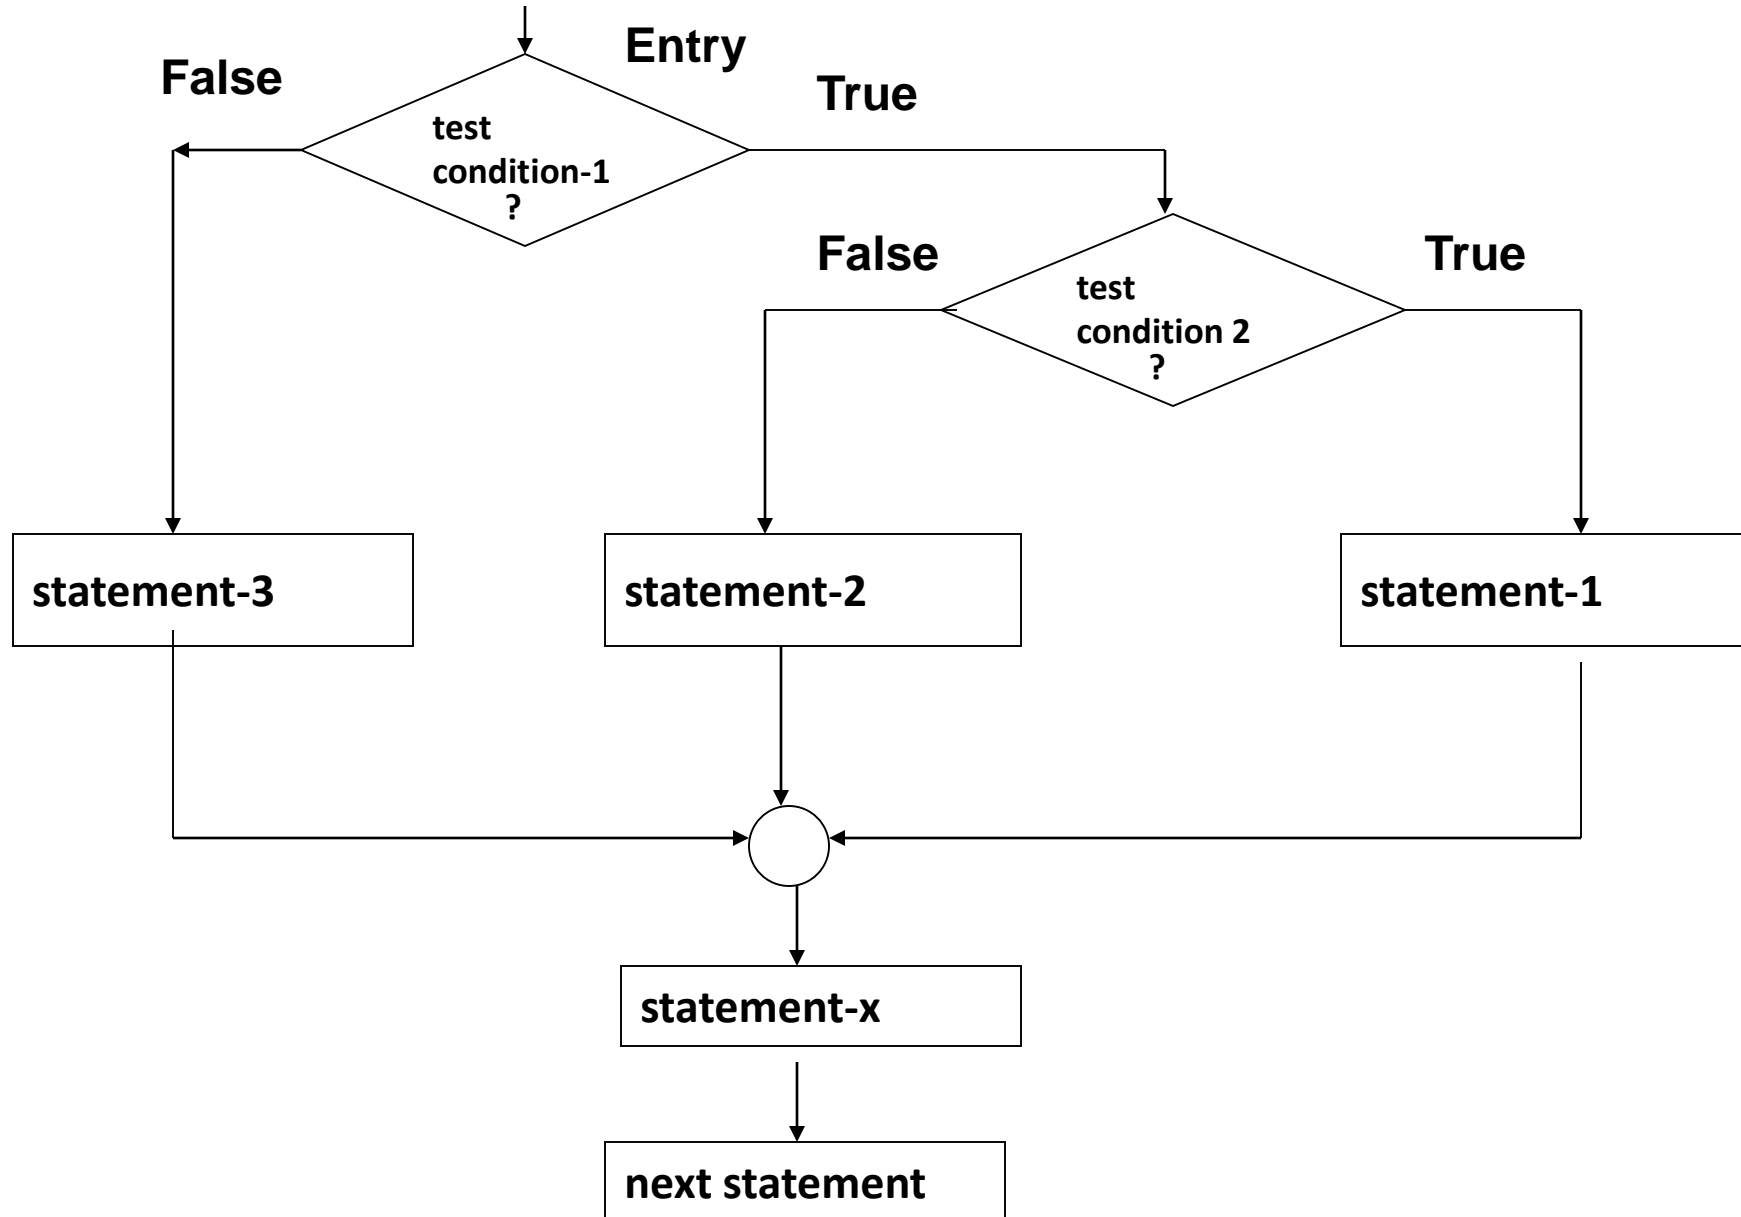 Entry
False
True
test
condition-1
?
False
True
test
condition 2
?
statement-3
statement-2
statement-1
statement-x
next statement